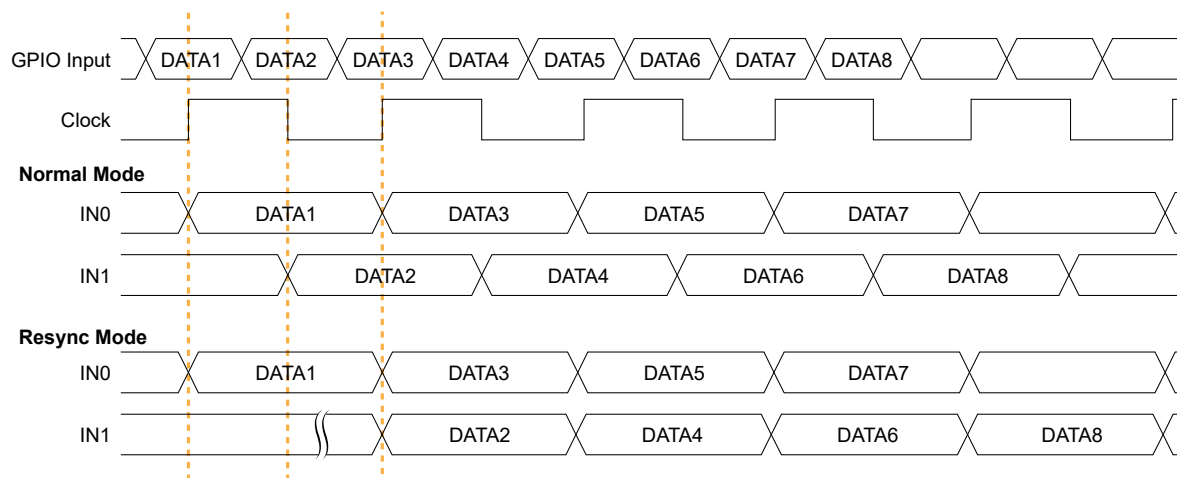 GPIO Input DATA1 DATA2 DATA3 DATA4 DATA5 DATA6 DATA7 DATA8
Clock
Normal Mode
IN0 DATA1 DATA3 DATA5 DATA7
IN1 DATA2 DATA4 DATA6 DATA8
Resync Mode
IN0 DATA1 DATA3 DATA5 DATA7
IN1 DATA2 DATA4 DATA6 DATA8